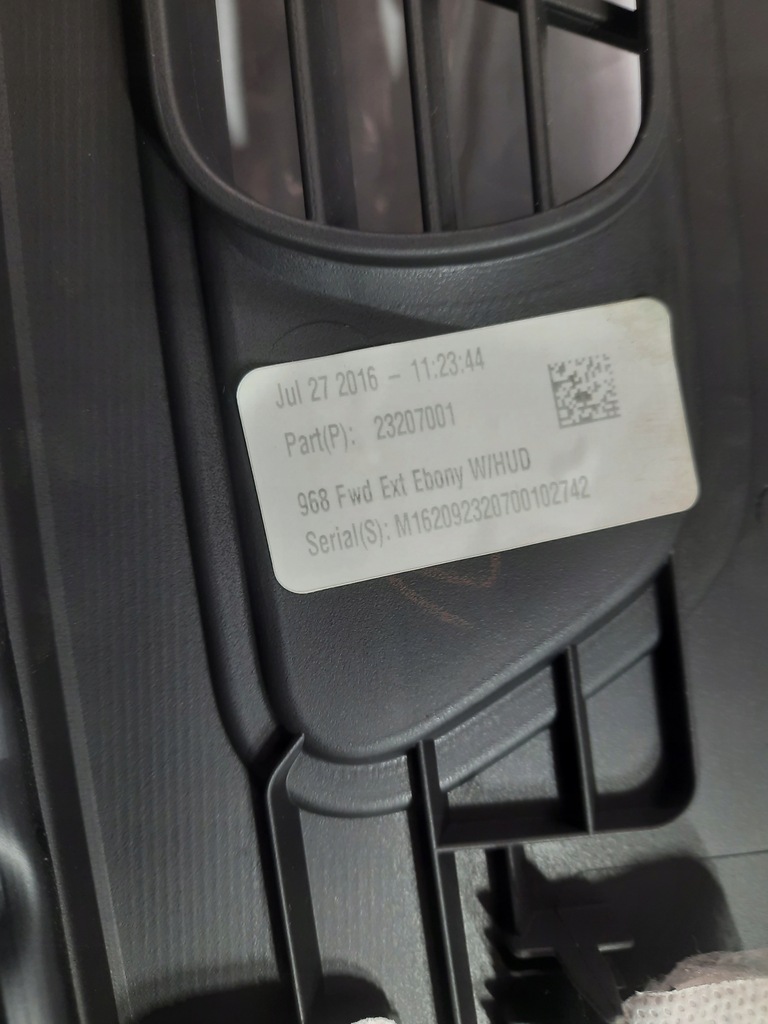 Jul 27 2016 - 11:23:44
Part(P): 23207001
968 Fwd Ext Ebony W/HUD
Serial(S): M162092320700102742